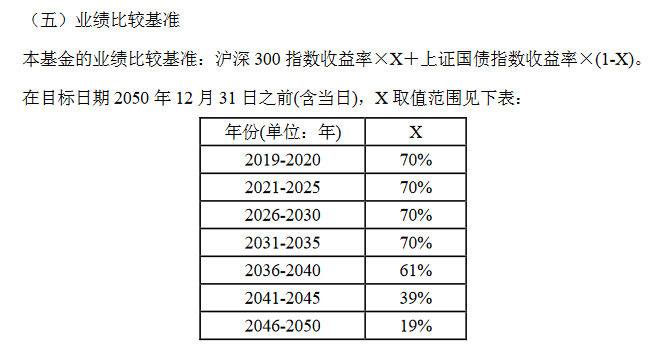 （五）业绩比较基准
本基金的业绩比较基准：沪深 300 指数收益率×X＋上证国债指数收益率×(1-X)。
在目标日期 2050 年 12 月 31 日之前(含当日)，X 取值范围见下表：
年份(单位：年) X
2019-2020 70%
2021-2025 70%
2026-2030 70%
2031-2035 70%
2036-2040 61%
2041-2045 39%
2046-2050 19%